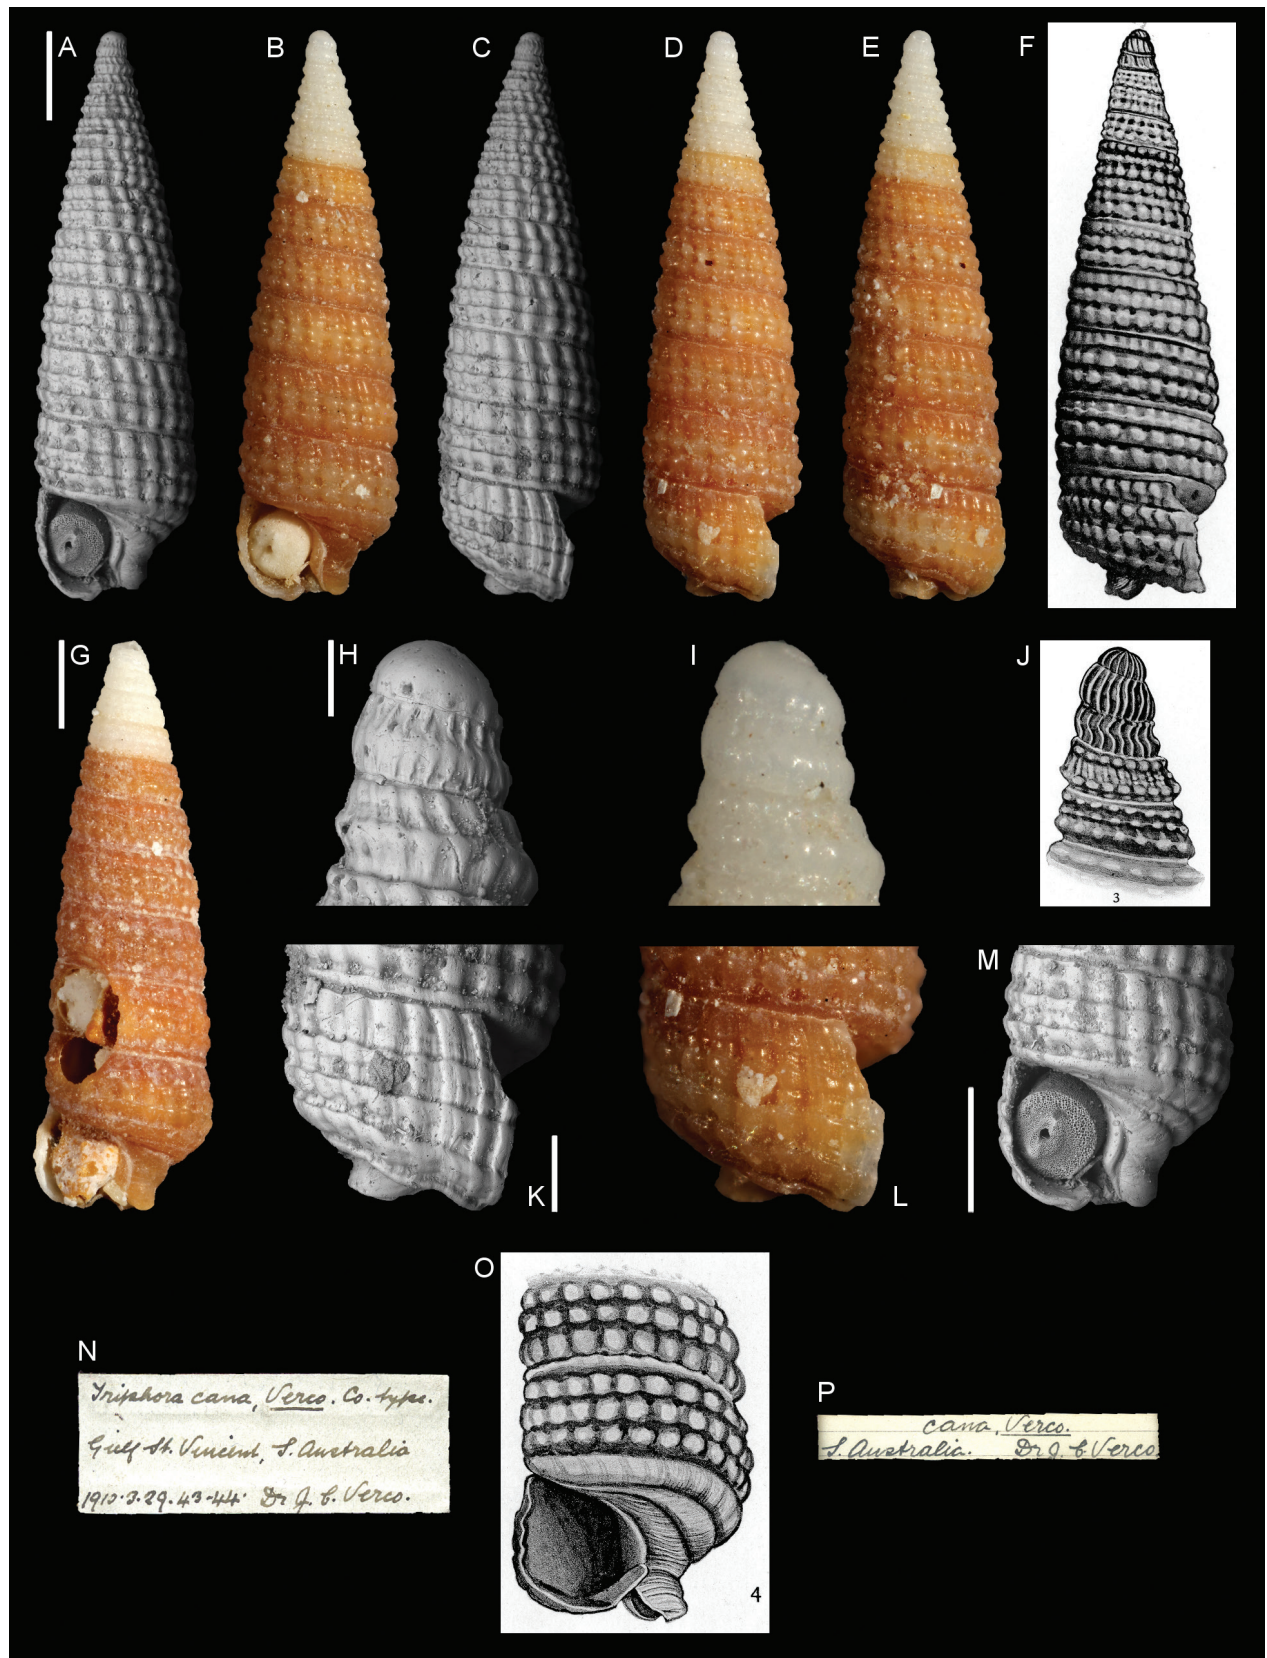 A
B
C
D
E
F
G
H
I
J
3
K
L
M
N
Triphora cana, Verco. Co-type.
Gulf St. Vincent, S. Australia
1910.3.29.43-44. Dr J. C. Verco.
O
4
P
cana, Verco.
S. Australia. Dr J. C. Verco